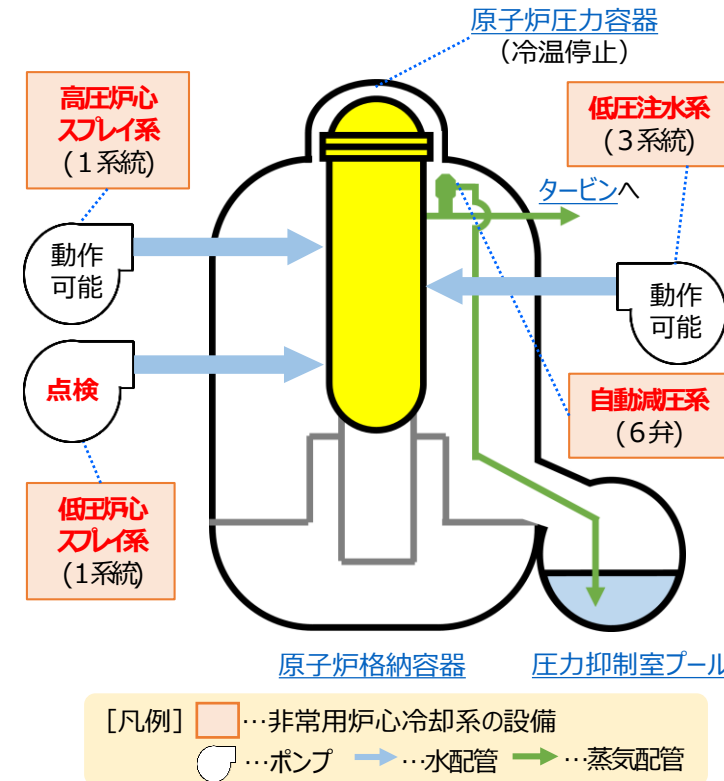 原子炉圧力容器
(冷温停止)
高圧炉心
スプレイ系
(1系統)
低圧注水系
(3系統)
タービンへ
動作
可能
動作
可能
点検
自動減圧系
(6弁)
低圧炉心
スプレイ系
(1系統)
原子炉格納容器
圧力抑制室プール
[凡例] …非常用炉心冷却系の設備
…ポンプ …水配管 …蒸気配管